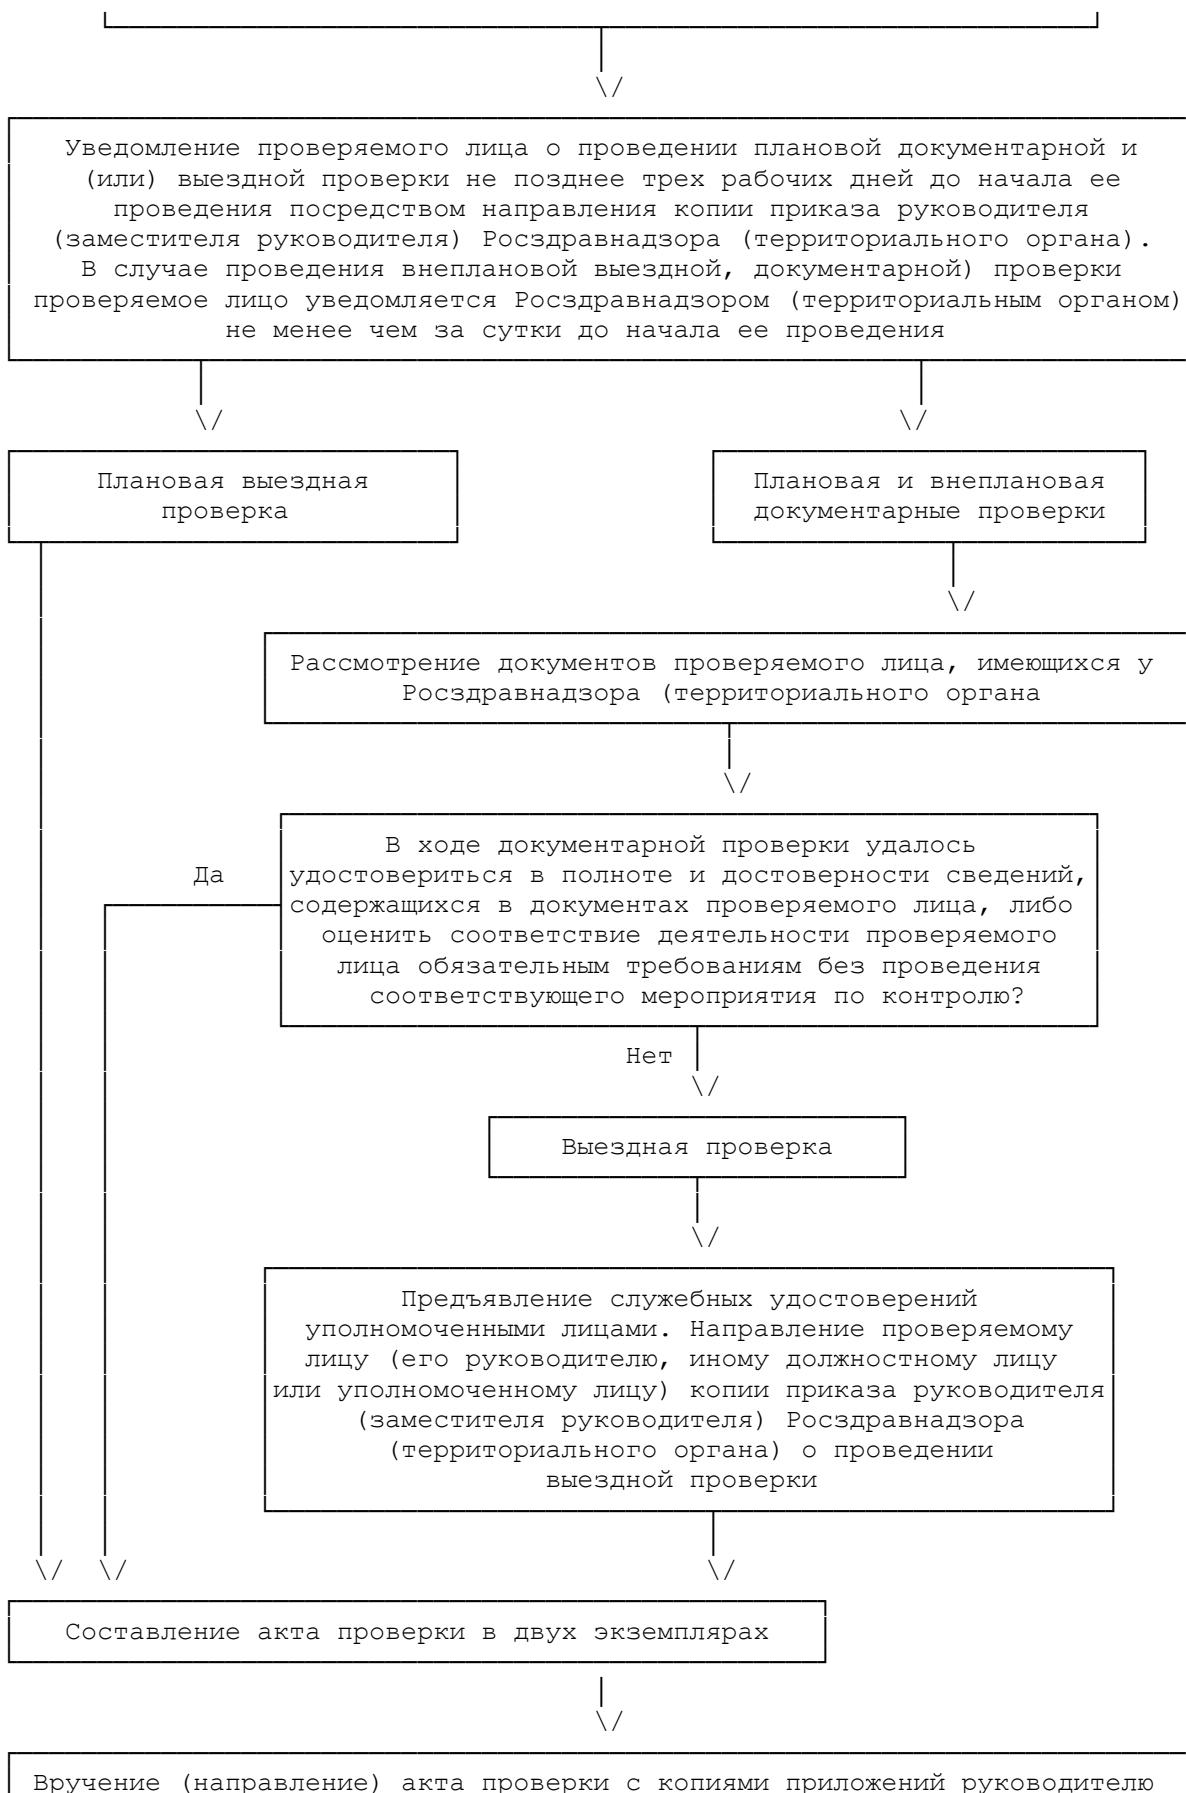 Уведомление проверяемого лица о проведении плановой документарной и
(или) выездной проверки не позднее трех рабочих дней до начала ее
проведения посредством направления копии приказа руководителя
(заместителя руководителя) Росздравнадзора (территориального органа).
В случае проведения внеплановой выездной, документарной) проверки
проверяемое лицо уведомляется Росздравнадзором (территориальным органом)
не менее чем за сутки до начала ее проведения
Плановая выездная
проверка
Плановая и внеплановая
документарные проверки
Рассмотрение документов проверяемого лица, имеющихся у
Росздравнадзора (территориального органа
В ходе документарной проверки удалось
Да
удостовериться в полноте и достоверности сведений,
содержащихся в документах проверяемого лица, либо
оценить соответствие деятельности проверяемого
лица обязательным требованиям без проведения
соответствующего мероприятия по контролю?
Нет
Выездная проверка
Предъявление служебных удостоверений
уполномоченными лицами. Направление проверяемому
лицу (его руководителю, иному должностному лицу
или уполномоченному лицу) копии приказа руководителя
(заместителя руководителя) Росздравнадзора
(территориального органа) о проведении
выездной проверки
Составление акта проверки в двух экземплярах
Вручение (направление) акта проверки с копиями приложений руководителю